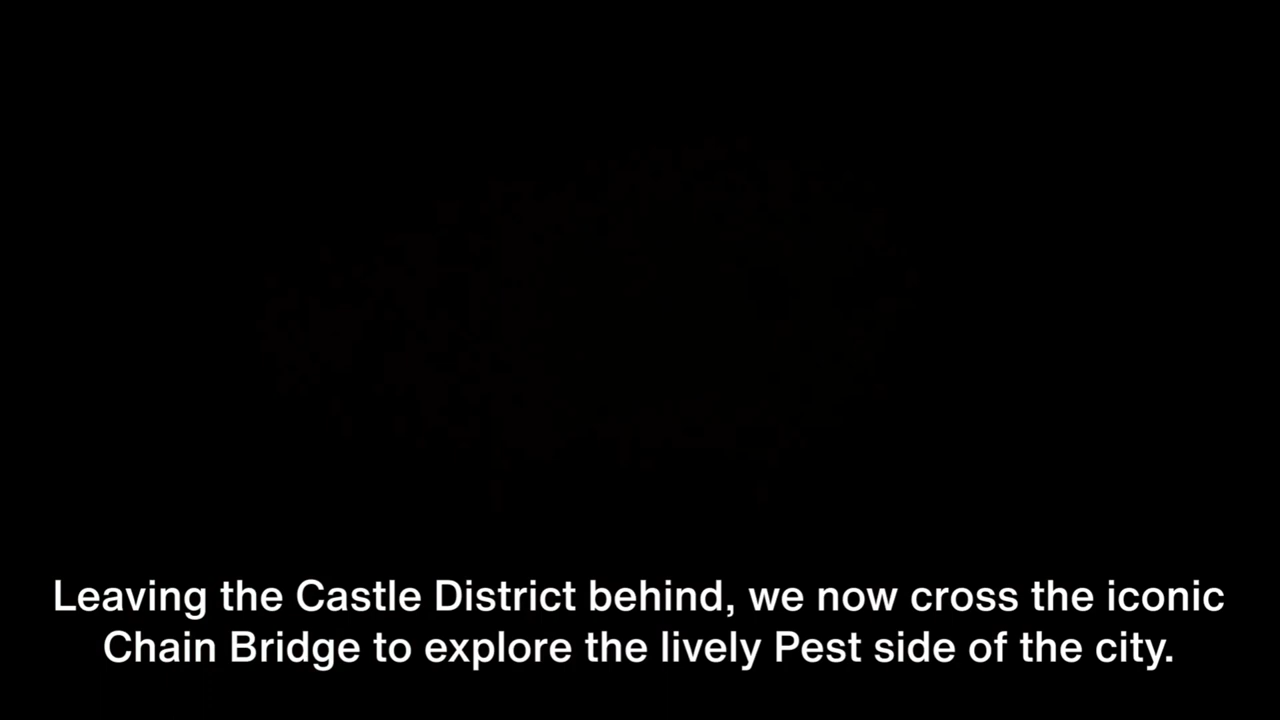 Leaving the Castle District behind, we now cross the iconic
Chain Bridge to explore the lively Pest side of the city.